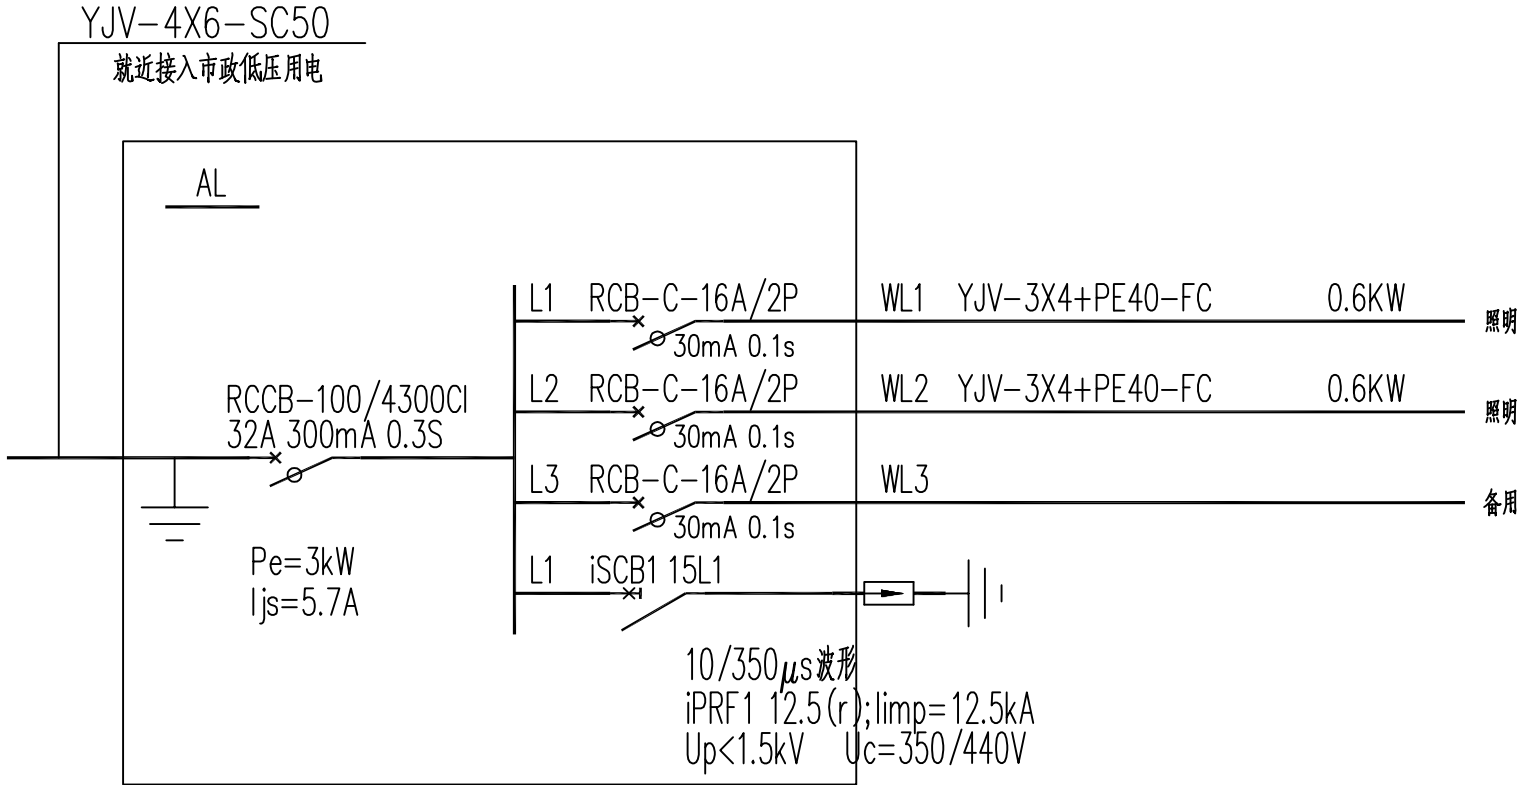 YJV-4X6-SC50
就近接入市政低压用电
AL
L1 RCB-C-16A/2P WL1 YJV-3X4+PE40-FC 0.6KW
照明
30mA 0.1s
L2 RCB-C-16A/2P WL2 YJV-3X4+PE40-FC 0.6KW
照明
30mA 0.1s
RCCB-100/4300CI
32A 300mA 0.3S
L3 RCB-C-16A/2P WL3
备用
30mA 0.1s
Pe=3kW
Ijs=5.7A
L1 iSCB1 15L1
10/350μs波形
iPRF1 12.5(r);Iimp=12.5kA
Up<1.5kV Uc=350/440V